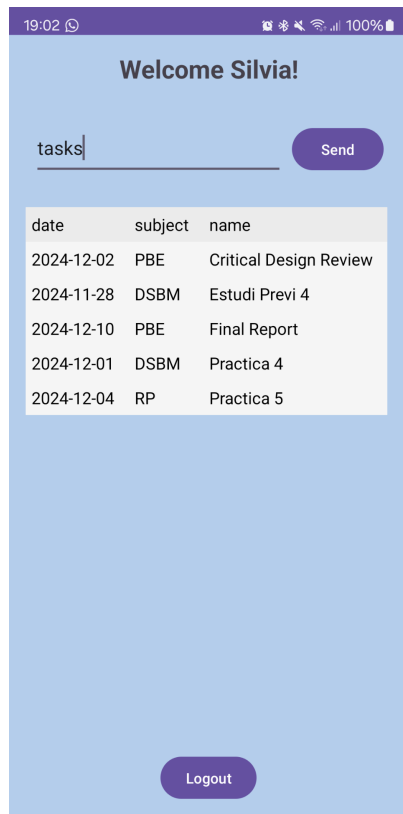 19:02 100%
Welcome Silvia!
tasks Send
date subject name
2024-12-02 PBE Critical Design Review
2024-11-28 DSBM Estudi Previ 4
2024-12-10 PBE Final Report
2024-12-01 DSBM Practica 4
2024-12-04 RP Practica 5
Logout